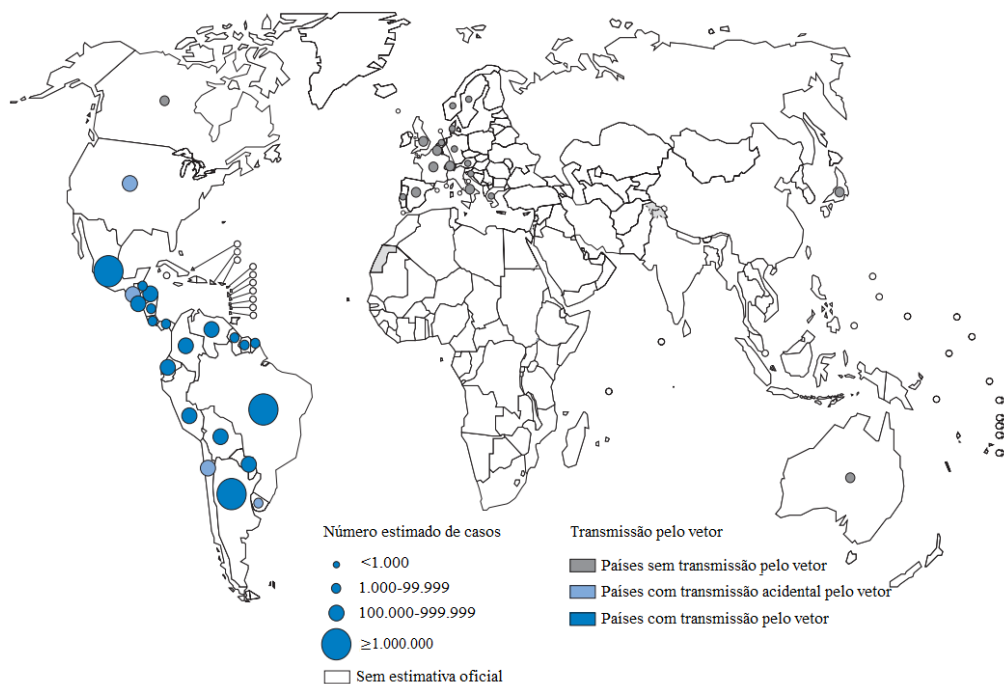 Número estimado de casos
<1.000
1.000-99.999
100.000-999.999
≥1.000.000
Sem estimativa oficial
Transmissão pelo vetor
Países sem transmissão pelo vetor
Países com transmissão acidental pelo vetor
Países com transmissão pelo vetor